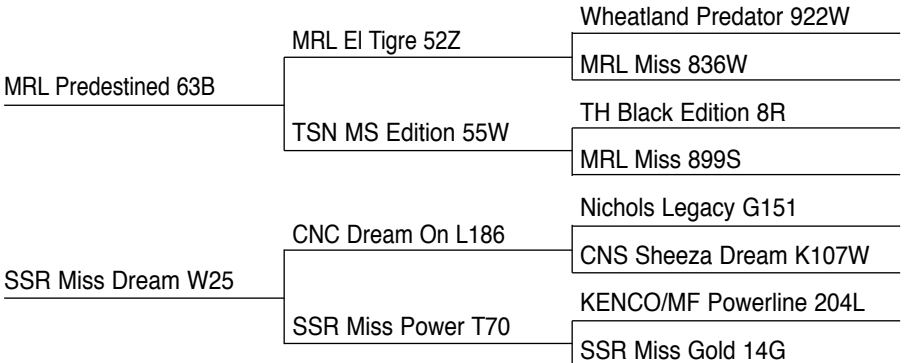 Wheatland Predator 922W
MRL El Tigre 52Z
MRL Miss 836W
MRL Predestined 63B
TH Black Edition 8R
TSN MS Edition 55W
MRL Miss 899S
Nichols Legacy G151
CNC Dream On L186
CNS Sheeza Dream K107W
SSR Miss Dream W25
KENCO/MF Powerline 204L
SSR Miss Power T70
SSR Miss Gold 14G